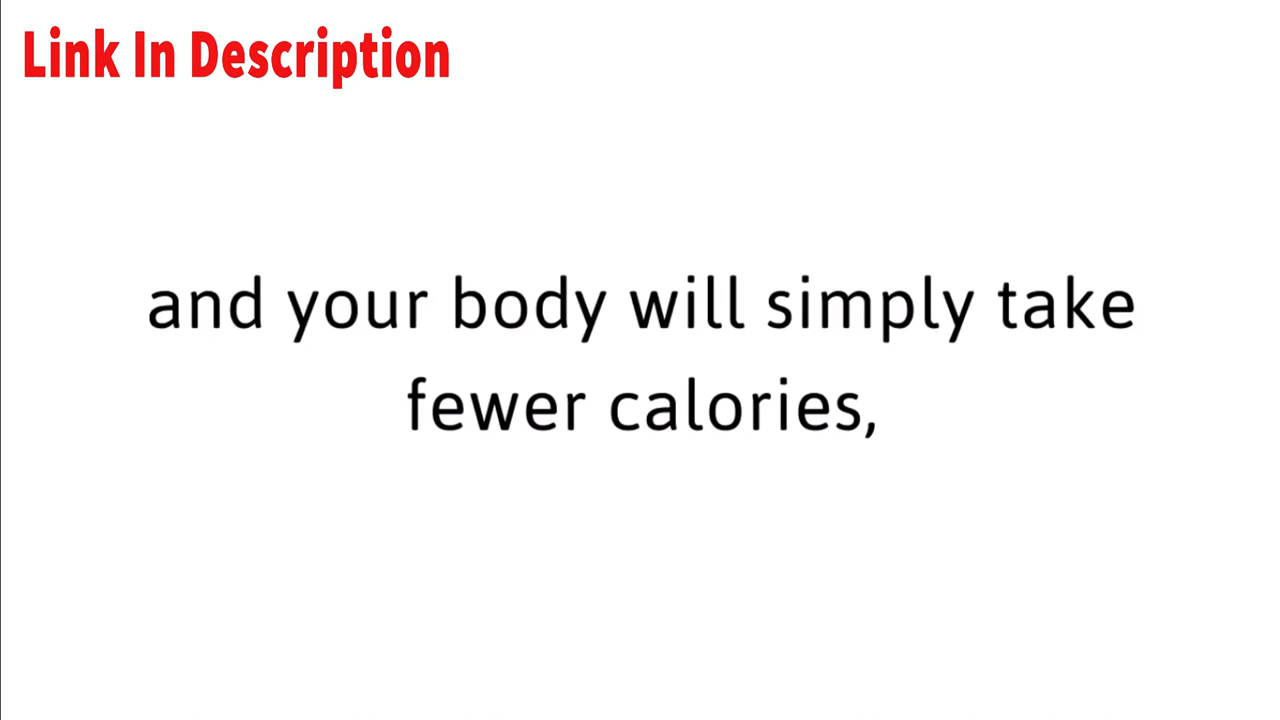 Link In Description
and your body will simply take
fewer calories,